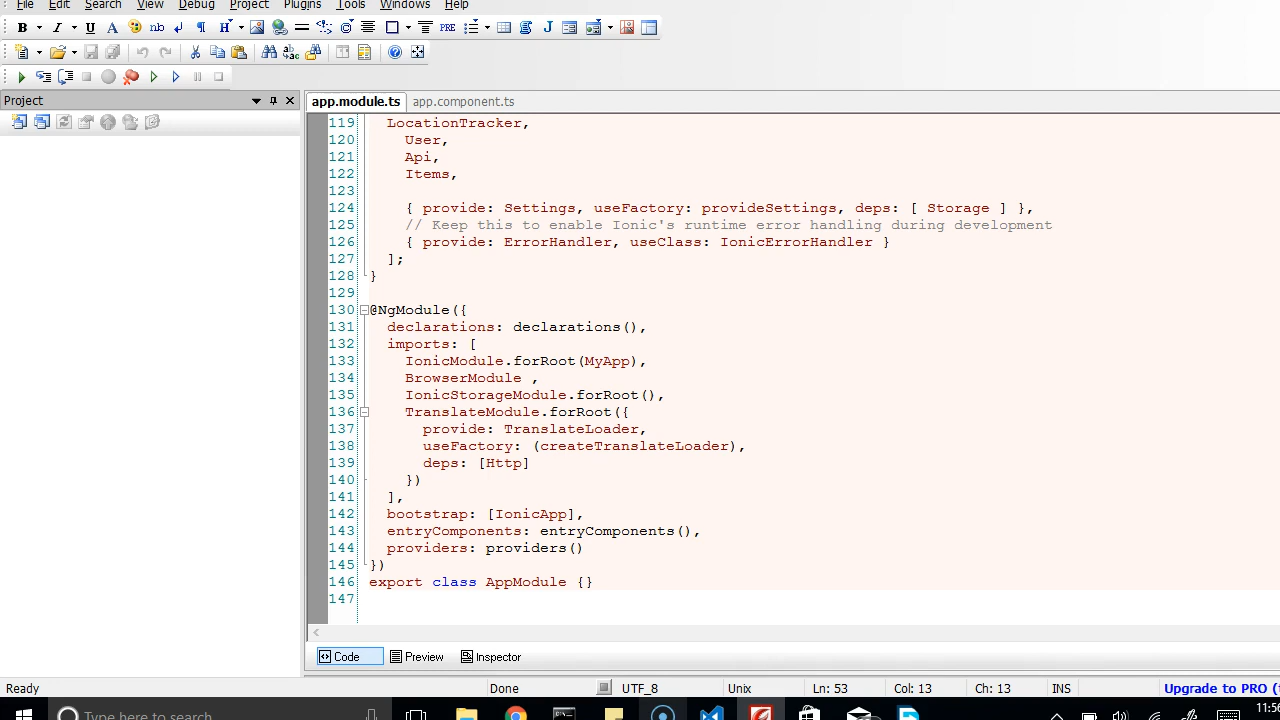 File Edit Search View Debug Project Plugins Tools Windows Help
B I U A nb ¶ H PRE J
Project
app.module.ts app.component.ts
119 LocationTracker,
120 User,
121 Api,
122 Items,
123
124 { provide: Settings, useFactory: provideSettings, deps: [ Storage ] },
125 // Keep this to enable Ionic's runtime error handling during development
126 { provide: ErrorHandler, useClass: IonicErrorHandler }
127 ];
128 }
129
130 @NgModule({
131 declarations: declarations(),
132 imports: [
133 IonicModule.forRoot(MyApp),
134 BrowserModule ,
135 IonicStorageModule.forRoot(),
136 TranslateModule.forRoot({
137 provide: TranslateLoader,
138 useFactory: (createTranslateLoader),
139 deps: [Http]
140 })
141 ],
142 bootstrap: [IonicApp],
143 entryComponents: entryComponents(),
144 providers: providers()
145 })
146 export class AppModule {}
147
Code Preview Inspector
Ready Done UTF_8 Unix Ln: 53 Col: 13 Ch: 13 INS Upgrade to PRO (
Type here to search 11:56